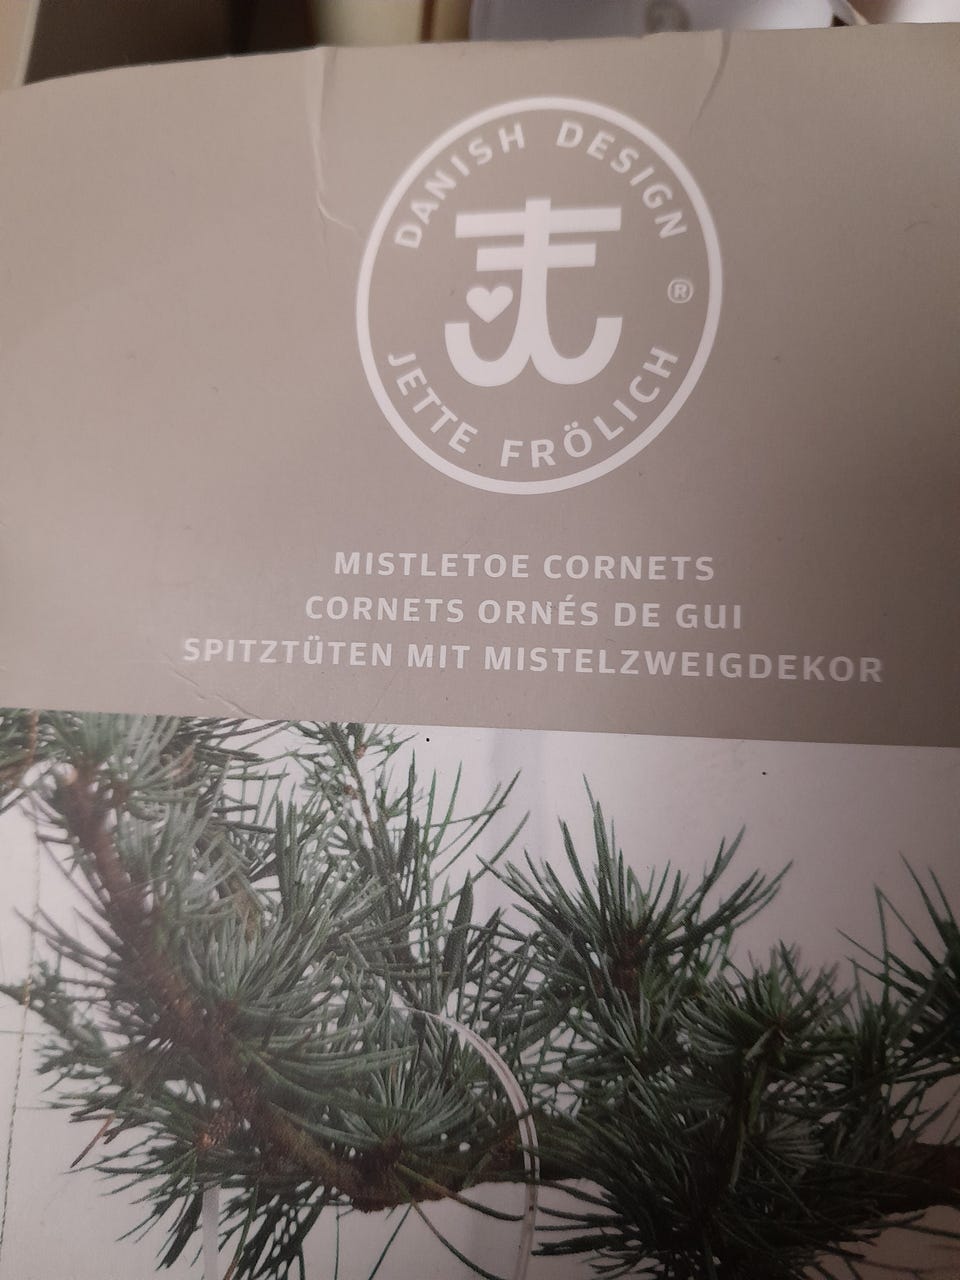 DANISH DESIGN
®
JETTE FRÖLICH
MISTLETOE CORNETS
CORNETS ORNÉS DE GUI
SPITZTÜTEN MIT MISTELZWEIGDEKOR